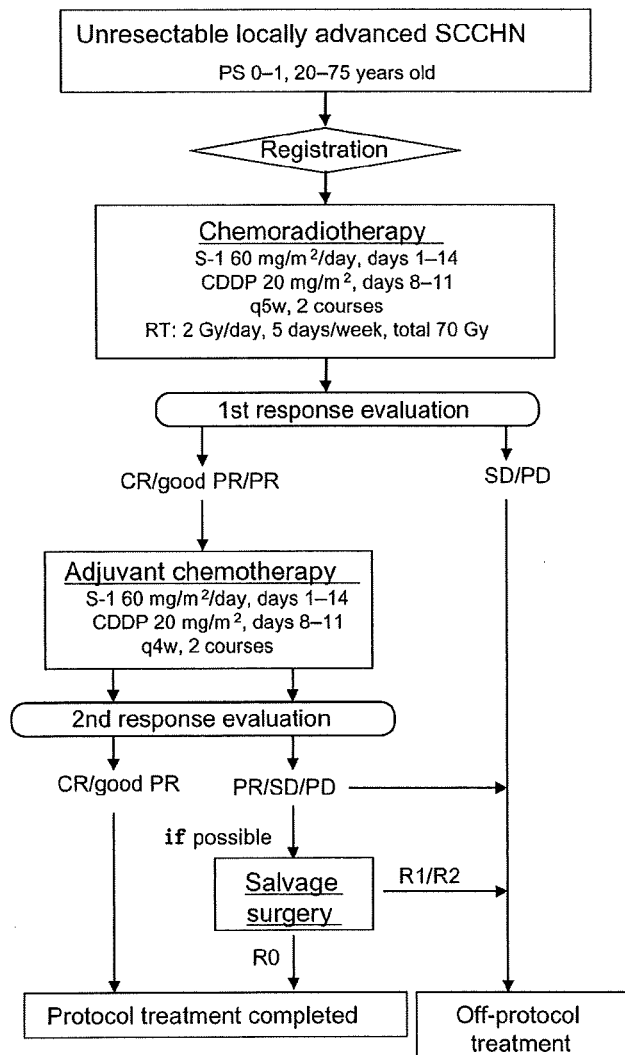 Unresectable locally advanced SCCHN
PS 0–1, 20–75 years old
Registration
Chemoradiotherapy
S-1 60 mg/m²/day, days 1–14
CDDP 20 mg/m², days 8–11
q5w, 2 courses
RT: 2 Gy/day, 5 days/week, total 70 Gy
1st response evaluation
CR/good PR/PR
SD/PD
Adjuvant chemotherapy
S-1 60 mg/m²/day, days 1–14
CDDP 20 mg/m², days 8–11
q4w, 2 courses
2nd response evaluation
CR/good PR
PR/SD/PD
if possible
Salvage
surgery
R1/R2
R0
Protocol treatment completed
Off-protocol
treatment